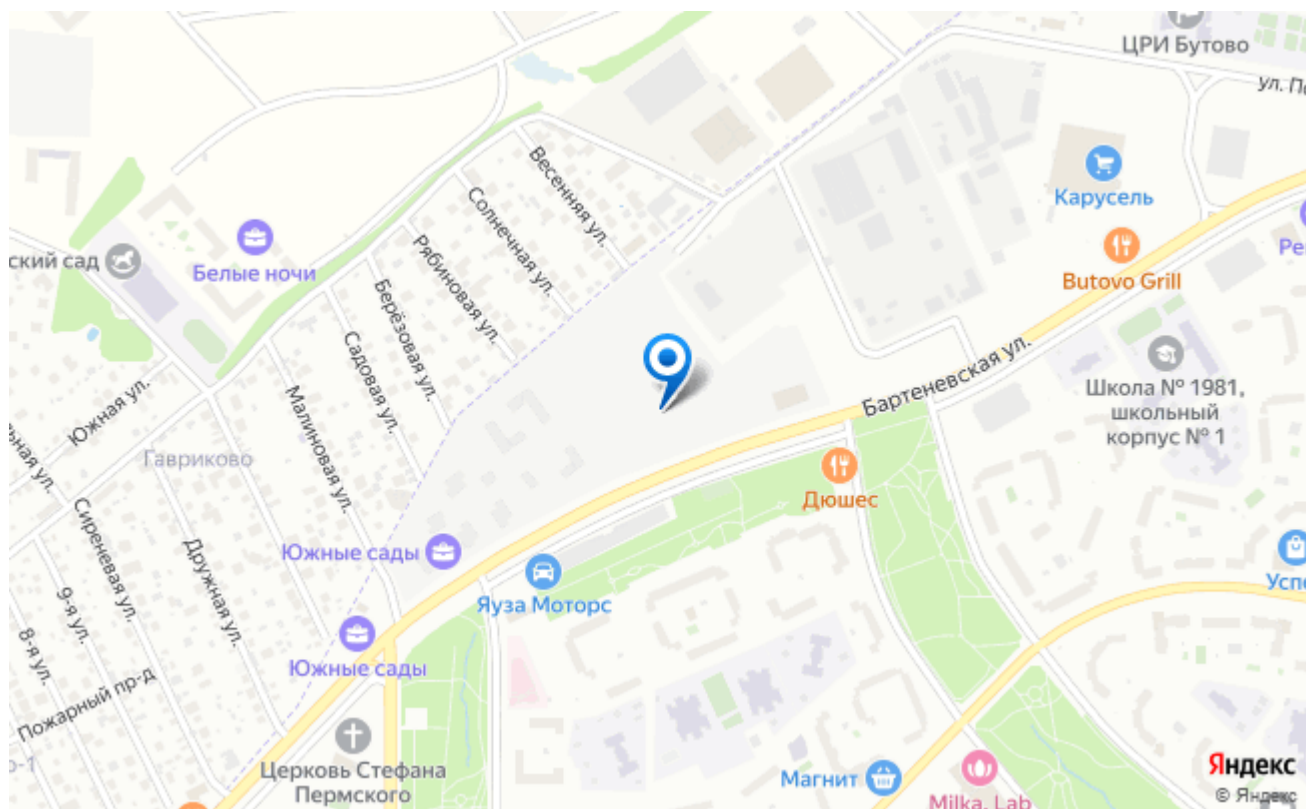 ЦРИ Бутово
ул. По
Карусель
Весенняя ул.
Солнечная ул.
Рябиновая ул.
Берёзовая ул.
Садовая ул.
Малиновая ул.
ский сад
Белые ночи
Ре
Butovo Grill
Бартеневская ул.
Школа № 1981,
школьный
корпус № 1
Южная ул.
Гавриково
ьная ул.
Сиреневая ул.
Дружная ул.
9-я ул.
8-я ул.
Пожарный пр-д
Дюшес
Южные сады
Яуза Моторс
Успе
Южные сады
Церковь Стефана
Пермского
Магнит
Milka. Lab
Яндекс
© Яндекс